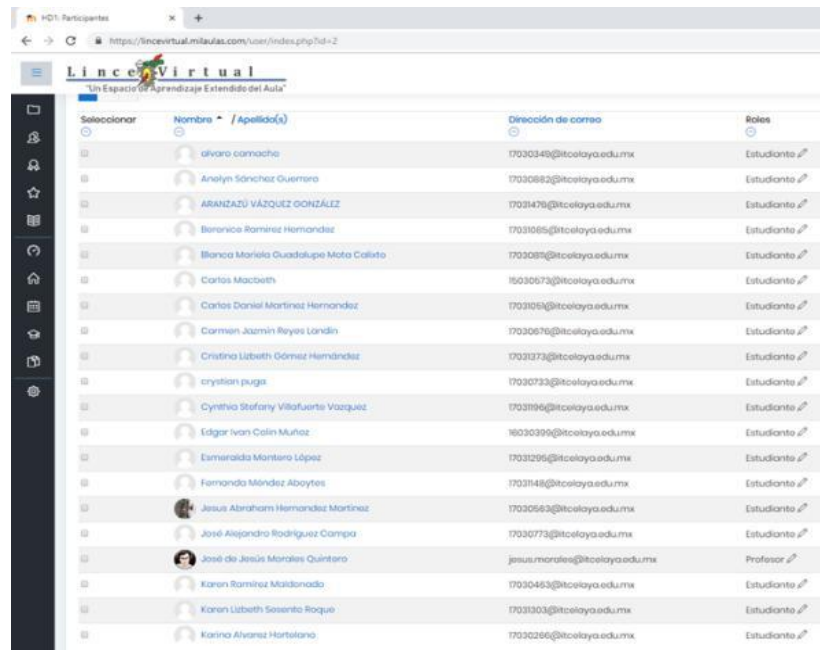 HD1: Participantes
https://lincevirtual.milaulas.com/user/index.php?id=2
Lince Virtual
"Un Espacio de Aprendizaje Extendido del Aula"
Seleccionar Nombre / Apellido(s) Dirección de correo Roles
alvaro camacho 17030349@itcelaya.edu.mx Estudiante
Anelyn Sánchez Guerrero 17030882@itcelaya.edu.mx Estudiante
ARANZAZÚ VÁZQUEZ GONZÁLEZ 17031476@itcelaya.edu.mx Estudiante
Berenice Ramirez Hernandez 17031085@itcelaya.edu.mx Estudiante
Blanca Mariela Guadalupe Mota Calixto 17030811@itcelaya.edu.mx Estudiante
Carlos Macbeth 15030573@itcelaya.edu.mx Estudiante
Carlos Daniel Martinez Hernandez 17031051@itcelaya.edu.mx Estudiante
Carmen Jazmin Reyes Landin 17030676@itcelaya.edu.mx Estudiante
Cristina Lizbeth Gómez Hernández 17031373@itcelaya.edu.mx Estudiante
crystian puga 17030733@itcelaya.edu.mx Estudiante
Cynthia Stefany Villafuerte Vazquez 17031196@itcelaya.edu.mx Estudiante
Edgar Ivan Colin Muñoz 16030399@itcelaya.edu.mx Estudiante
Esmeralda Montero López 17031295@itcelaya.edu.mx Estudiante
Fernanda Méndez Aboytes 17031148@itcelaya.edu.mx Estudiante
Jesus Abraham Hernandez Martinez 17030583@itcelaya.edu.mx Estudiante
José Alejandro Rodríguez Campa 17030773@itcelaya.edu.mx Estudiante
José de Jesús Morales Quintero jesus.morales@itcelaya.edu.mx Profesor
Karen Ramírez Maldonado 17030463@itcelaya.edu.mx Estudiante
Karen Lizbeth Sesento Roque 17031303@itcelaya.edu.mx Estudiante
Karina Alvarez Hortelano 17030266@itcelaya.edu.mx Estudiante